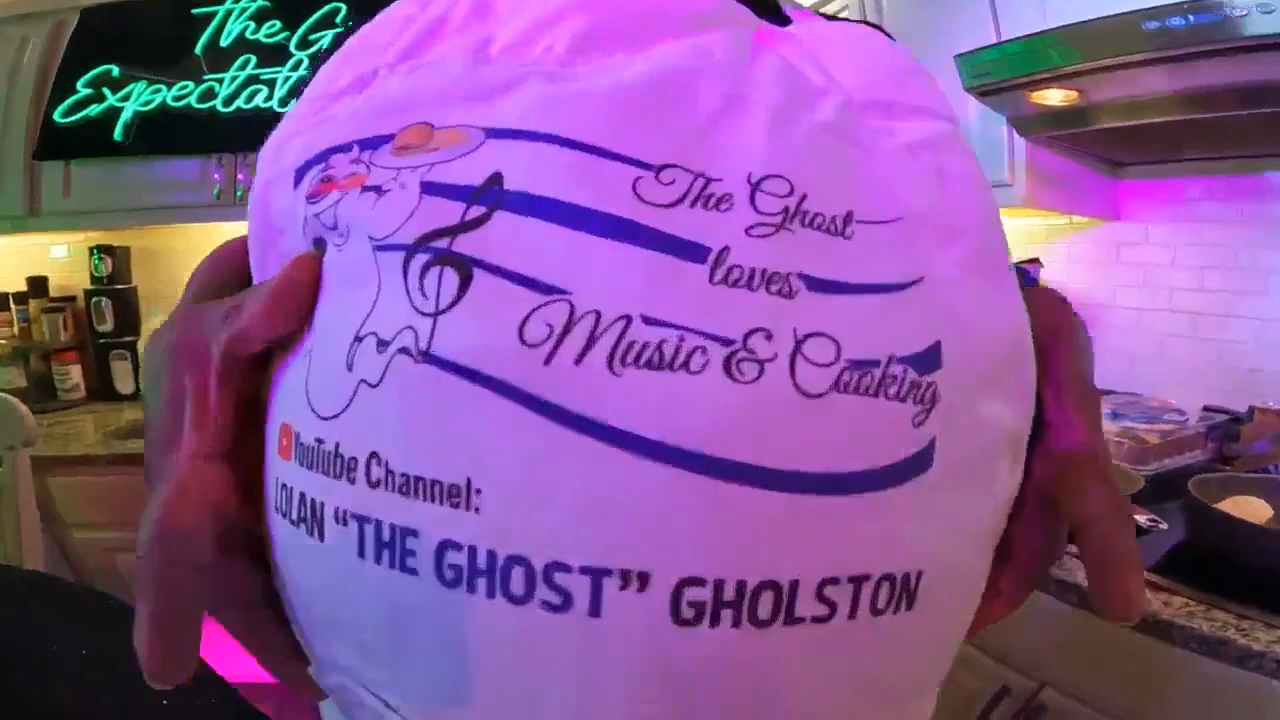 The G
Expectat
The Ghost
loves
Music & Cooking
YouTube Channel:
LOLAN “THE GHOST” GHOLSTON